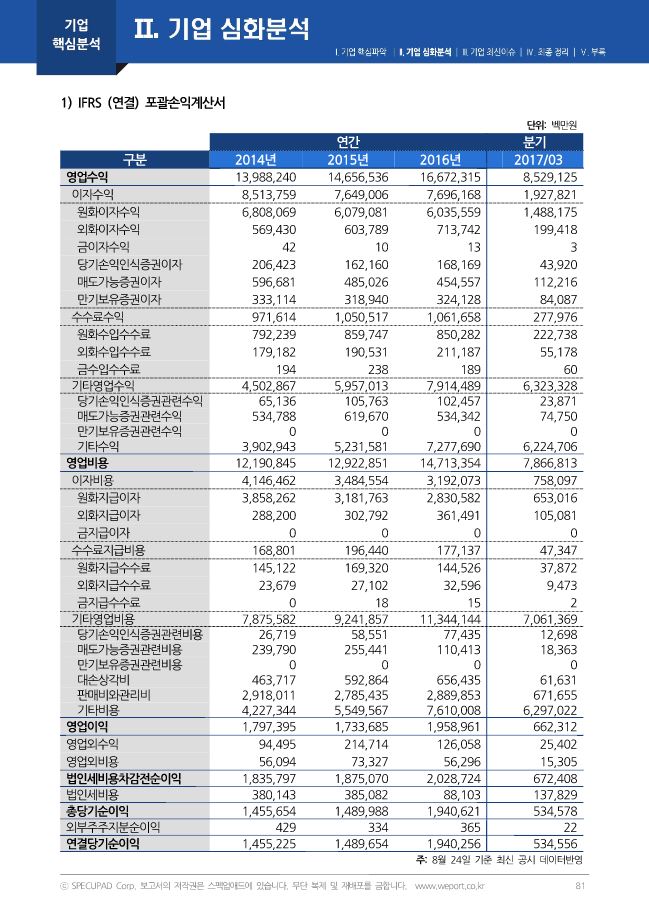 기업
핵심분석
Ⅱ. 기업 심화분석
Ⅰ. 기업 핵심파악 | Ⅱ. 기업 심화분석 | Ⅲ. 기업 최신이슈 | Ⅳ. 최종 정리 | Ⅴ. 부록
1) IFRS (연결) 포괄손익계산서
단위: 백만원
구분 연간 분기
2014년 2015년 2016년 2017/03
영업수익 13,988,240 14,656,536 16,672,315 8,529,125
이자수익 8,513,759 7,649,006 7,696,168 1,927,821
원화이자수익 6,808,069 6,079,081 6,035,559 1,488,175
외화이자수익 569,430 603,789 713,742 199,418
금이자수익 42 10 13 3
당기손익인식증권이자 206,423 162,160 168,169 43,920
매도가능증권이자 596,681 485,026 454,557 112,216
만기보유증권이자 333,114 318,940 324,128 84,087
수수료수익 971,614 1,050,517 1,061,658 277,976
원화수입수수료 792,239 859,747 850,282 222,738
외화수입수수료 179,182 190,531 211,187 55,178
금수입수수료 194 238 189 60
기타영업수익 4,502,867 5,957,013 7,914,489 6,323,328
당기손익인식증권관련수익 65,136 105,763 102,457 23,871
매도가능증권관련수익 534,788 619,670 534,342 74,750
만기보유증권관련수익 0 0 0 0
기타수익 3,902,943 5,231,581 7,277,690 6,224,706
영업비용 12,190,845 12,922,851 14,713,354 7,866,813
이자비용 4,146,462 3,484,554 3,192,073 758,097
원화지급이자 3,858,262 3,181,763 2,830,582 653,016
외화지급이자 288,200 302,792 361,491 105,081
금지급이자 0 0 0 0
수수료지급비용 168,801 196,440 177,137 47,347
원화지급수수료 145,122 169,320 144,526 37,872
외화지급수수료 23,679 27,102 32,596 9,473
금지급수수료 0 18 15 2
기타영업비용 7,875,582 9,241,857 11,344,144 7,061,369
당기손익인식증권관련비용 26,719 58,551 77,435 12,698
매도가능증권관련비용 239,790 255,441 110,413 18,363
만기보유증권관련비용 0 0 0 0
대손상각비 463,717 592,864 656,435 61,631
판매비와관리비 2,918,011 2,785,435 2,889,853 671,655
기타비용 4,227,344 5,549,567 7,610,008 6,297,022
영업이익 1,797,395 1,733,685 1,958,961 662,312
영업외수익 94,495 214,714 126,058 25,402
영업외비용 56,094 73,327 56,296 15,305
법인세비용차감전순이익 1,835,797 1,875,070 2,028,724 672,408
법인세비용 380,143 385,082 88,103 137,829
총당기순이익 1,455,654 1,489,988 1,940,621 534,578
외부주주지분순이익 429 334 365 22
연결당기순이익 1,455,225 1,489,654 1,940,256 534,556
주: 8월 24일 기준 최신 공시 데이터반영
ⓒ SPECUPAD Corp. 보고서의 저작권은 스펙업애드에 있습니다. 무단 복제 및 재배포를 금합니다. www.weport.co.kr 81